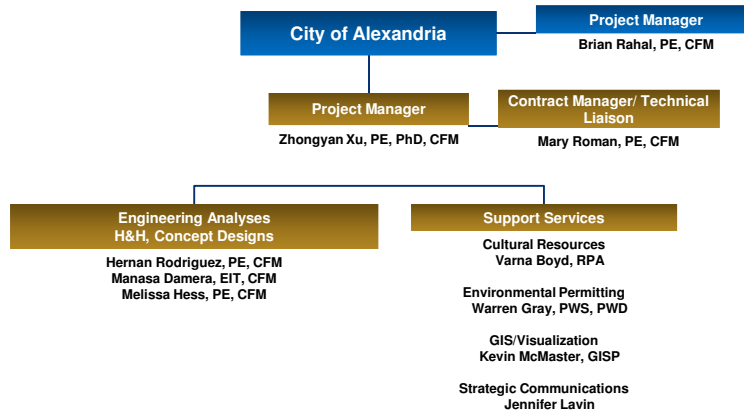 City of Alexandria
Project Manager
Brian Rahal, PE, CFM
Project Manager
Zhongyan Xu, PE, PhD, CFM
Contract Manager/ Technical
Liaison
Mary Roman, PE, CFM
Engineering Analyses
H&H, Concept Designs
Hernan Rodriguez, PE, CFM
Manasa Damera, EIT, CFM
Melissa Hess, PE, CFM
Support Services
Cultural Resources
Varna Boyd, RPA
Environmental Permitting
Warren Gray, PWS, PWD
GIS/Visualization
Kevin McMaster, GISP
Strategic Communications
Jennifer Lavin